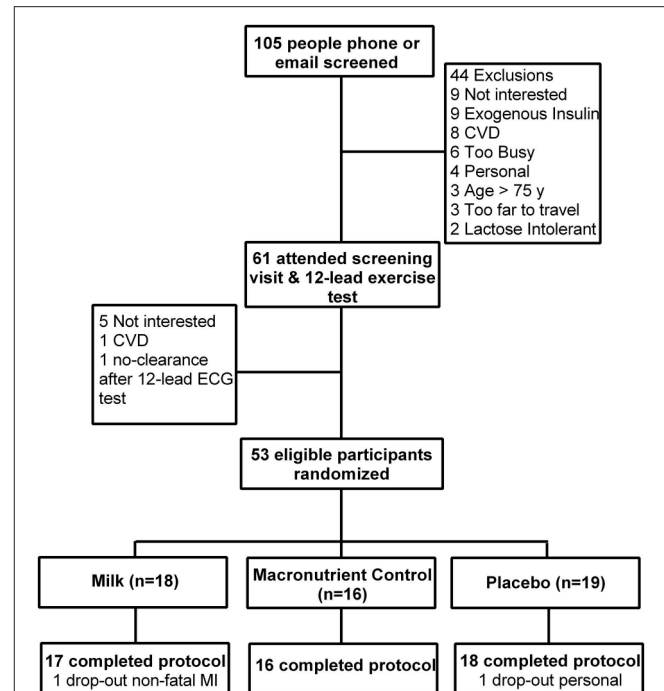 105 people phone or
email screened
44 Exclusions
9 Not interested
9 Exogenous Insulin
8 CVD
6 Too Busy
4 Personal
3 Age > 75 y
3 Too far to travel
2 Lactose Intolerant
61 attended screening
visit & 12-lead exercise
test
5 Not interested
1 CVD
1 no-clearance
after 12-lead ECG
test
53 eligible participants
randomized
Milk (n=18)
Macronutrient Control
(n=16)
Placebo (n=19)
17 completed protocol
1 drop-out non-fatal MI
16 completed protocol
18 completed protocol
1 drop-out personal